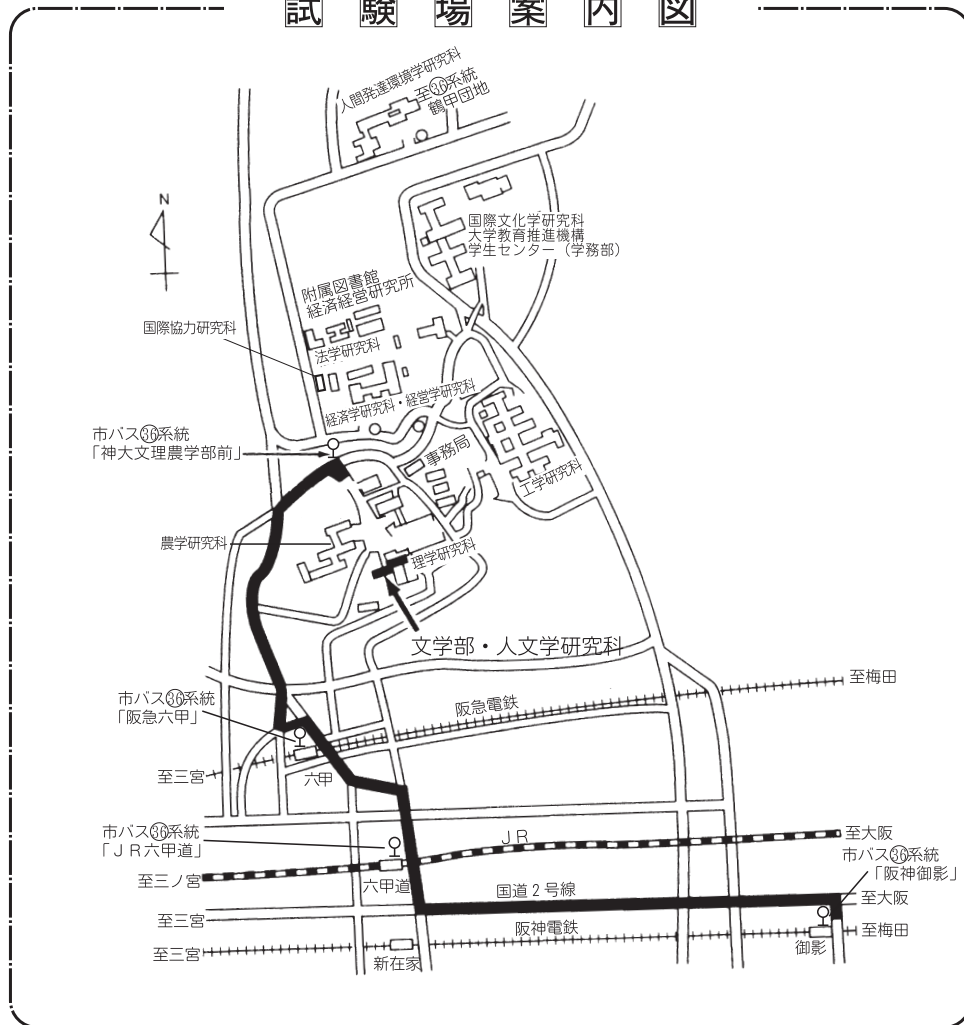 試験場案内図
人間発達環境学研究科
至㊱系統
鶴甲団地
N
国際文化学研究科
大学教育推進機構
学生センター（学務部）
附属図書館
経済経営研究所
国際協力研究科
法学研究科
経済学研究科・経営学研究科
市バス㊱系統
「神大文理農学部前」
事務局
工学研究科
農学研究科
理学研究科
文学部・人文学研究科
至梅田
市バス㊱系統
「阪急六甲」
阪急電鉄
至三宮
六甲
市バス㊱系統
「ＪＲ六甲道」
ＪＲ
至大阪
市バス㊱系統
「阪神御影」
至三ノ宮
六甲道
国道２号線
至大阪
至三宮
阪神電鉄
至梅田
至三宮
新在家
御影